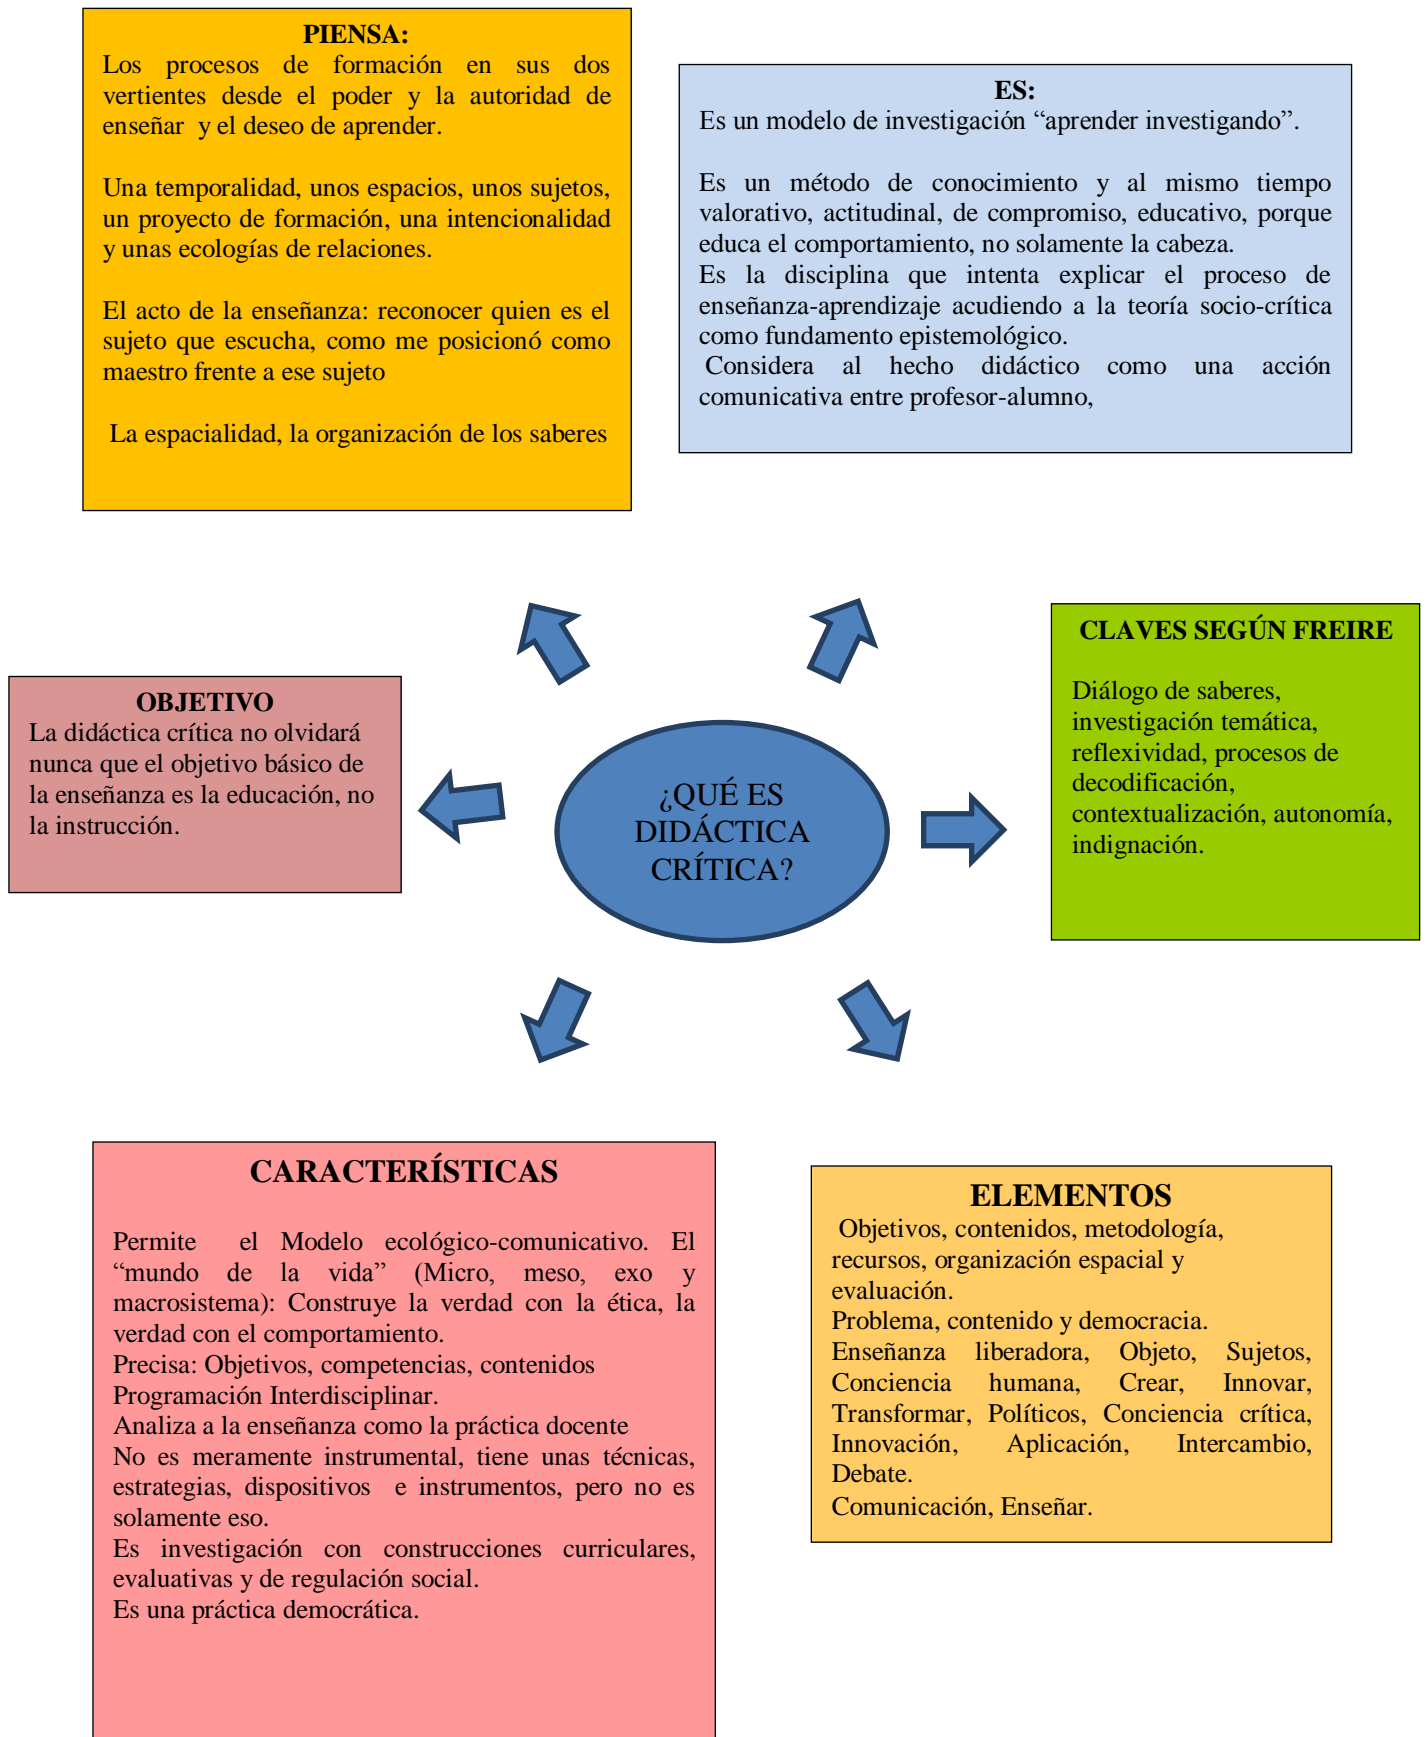 PIENSA:
Los procesos de formación en sus dos
vertientes desde el poder y la autoridad de
enseñar y el deseo de aprender.
Una temporalidad, unos espacios, unos sujetos,
un proyecto de formación, una intencionalidad
y unas ecologías de relaciones.
El acto de la enseñanza: reconocer quien es el
sujeto que escucha, como me posicionó como
maestro frente a ese sujeto
La espacialidad, la organización de los saberes
ES:
Es un modelo de investigación “aprender investigando”.
Es un método de conocimiento y al mismo tiempo
valorativo, actitudinal, de compromiso, educativo, porque
educa el comportamiento, no solamente la cabeza.
Es la disciplina que intenta explicar el proceso de
enseñanza-aprendizaje acudiendo a la teoría socio-crítica
como fundamento epistemológico.
Considera al hecho didáctico como una acción
comunicativa entre profesor-alumno,
OBJETIVO
La didáctica crítica no olvidará
nunca que el objetivo básico de
la enseñanza es la educación, no
la instrucción.
¿QUÉ ES
DIDÁCTICA
CRÍTICA?
CLAVES SEGÚN FREIRE
Diálogo de saberes,
investigación temática,
reflexividad, procesos de
decodificación,
contextualización, autonomía,
indignación.
CARACTERÍSTICAS
Permite el Modelo ecológico-comunicativo. El
“mundo de la vida” (Micro, meso, exo y
macrosistema): Construye la verdad con la ética, la
verdad con el comportamiento.
Precisa: Objetivos, competencias, contenidos
Programación Interdisciplinar.
Analiza a la enseñanza como la práctica docente
No es meramente instrumental, tiene unas técnicas,
estrategias, dispositivos e instrumentos, pero no es
solamente eso.
Es investigación con construcciones curriculares,
evaluativas y de regulación social.
Es una práctica democrática.
ELEMENTOS
Objetivos, contenidos, metodología,
recursos, organización espacial y
evaluación.
Problema, contenido y democracia.
Enseñanza liberadora, Objeto, Sujetos,
Conciencia humana, Crear, Innovar,
Transformar, Políticos, Conciencia crítica,
Innovación, Aplicación, Intercambio,
Debate.
Comunicación, Enseñar.